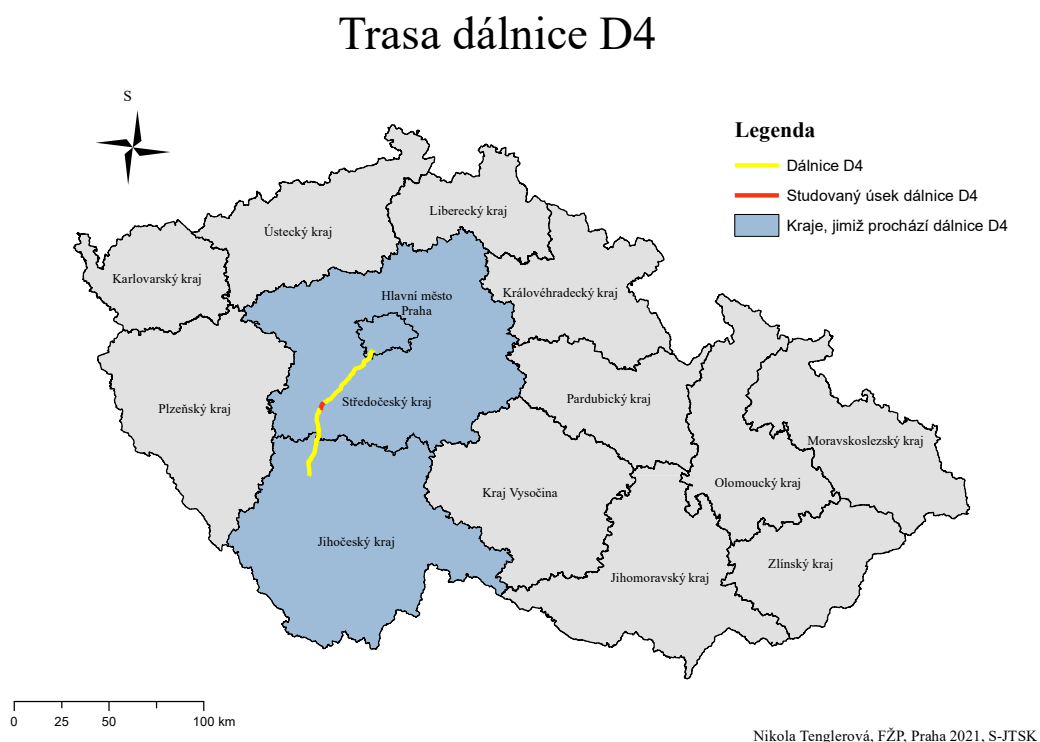 Trasa dálnice D4
S
Legenda
Dálnice D4
Studovaný úsek dálnice D4
Kraje, jimiž prochází dálnice D4
Liberecký kraj
Ústecký kraj
Karlovarský kraj
Hlavní město
Praha
Královéhradecký kraj
Plzeňský kraj
Středočeský kraj
Pardubický kraj
Moravskoslezský kraj
Olomoucký kraj
Kraj Vysočina
Jihočeský kraj
Zlínský kraj
Jihomoravský kraj
0 25 50 100 km
Nikola Tenglerová, FŽP, Praha 2021, S-JTSK